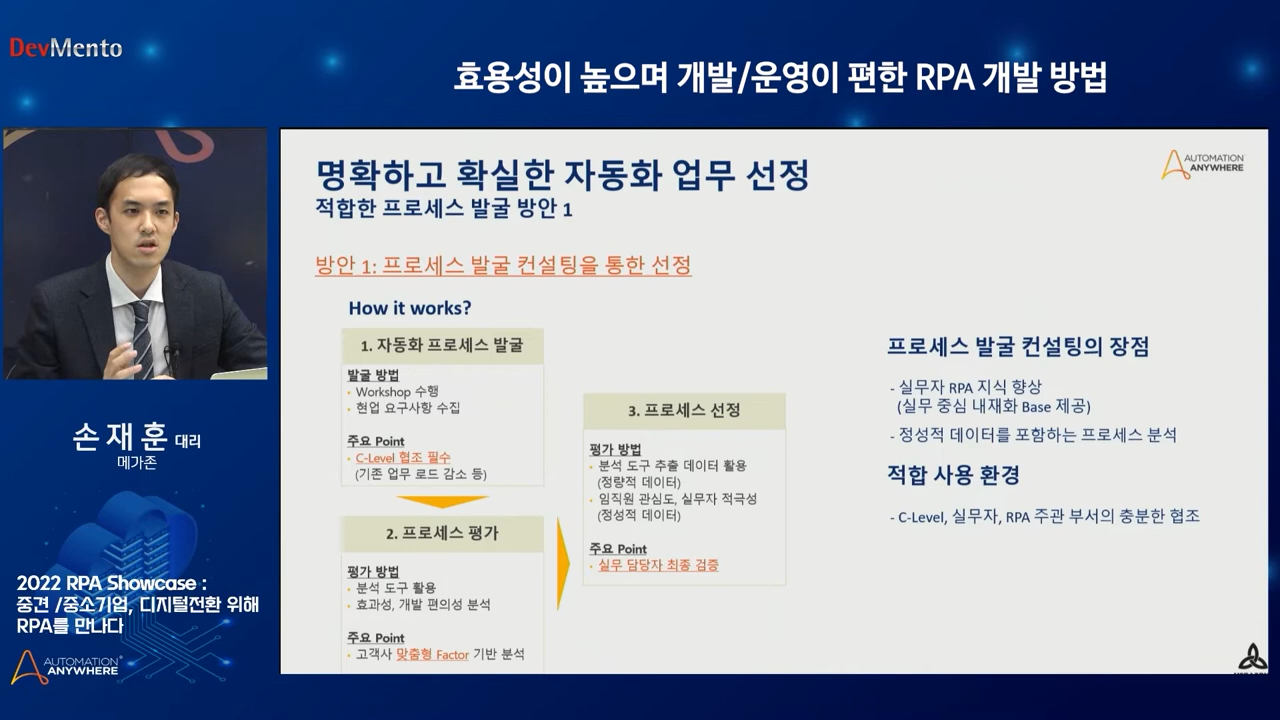 DevMento
효용성이 높으며 개발/운영이 편한 RPA 개발 방법
명확하고 확실한 자동화 업무 선정
적합한 프로세스 발굴 방안 1
AUTOMATION
ANYWHERE
방안 1: 프로세스 발굴 컨설팅을 통한 선정
How it works?
1. 자동화 프로세스 발굴
발굴 방법
• Workshop 수행
• 현업 요구사항 수집
주요 Point
• C-Level 협조 필수
(기존 업무 로드 감소 등)
2. 프로세스 평가
평가 방법
• 분석 도구 활용
• 효과성, 개발 편의성 분석
주요 Point
• 고객사 맞춤형 Factor 기반 분석
3. 프로세스 선정
평가 방법
• 분석 도구 추출 데이터 활용
(정량적 데이터)
• 임직원 관심도, 실무자 적극성
(정성적 데이터)
주요 Point
• 실무 담당자 최종 검증
프로세스 발굴 컨설팅의 장점
- 실무자 RPA 지식 향상
(실무 중심 내재화 Base 제공)
- 정성적 데이터를 포함하는 프로세스 분석
적합 사용 환경
- C-Level, 실무자, RPA 주관 부서의 충분한 협조
손재훈 대리
메가존
2022 RPA Showcase :
중견 /중소기업, 디지털전환 위해
RPA를 만나다
AUTOMATION
ANYWHERE